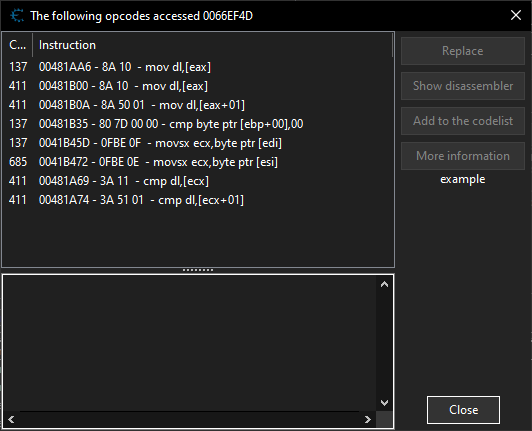 The following opcodes accessed 0066EF4D
C... Instruction
137 00481AA6 - 8A 10 - mov dl,[eax]
411 00481B00 - 8A 10 - mov dl,[eax]
411 00481B0A - 8A 50 01 - mov dl,[eax+01]
137 00481B35 - 80 7D 00 00 - cmp byte ptr [ebp+00],00
137 0041B45D - 0FBE 0F - movsx ecx,byte ptr [edi]
685 0041B472 - 0FBE 0E - movsx ecx,byte ptr [esi]
411 00481A69 - 3A 11 - cmp dl,[ecx]
411 00481A74 - 3A 51 01 - cmp dl,[ecx+01]
Replace
Show disassembler
Add to the codelist
More information
example
Close